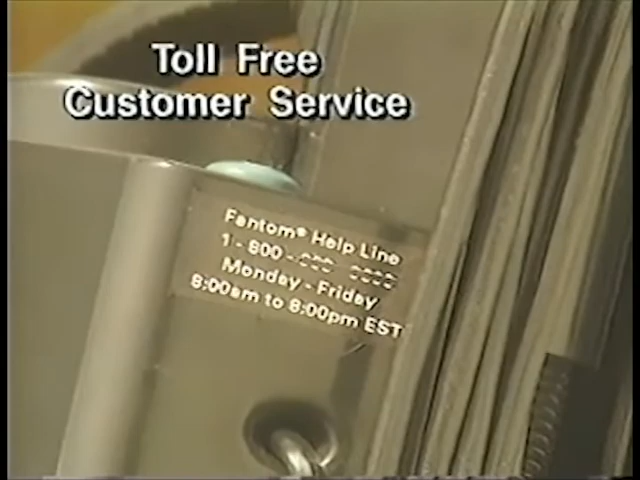 Toll Free
Customer Service
Fantom® Help Line
1-800-
Monday - Friday
8:00am to 8:00pm EST